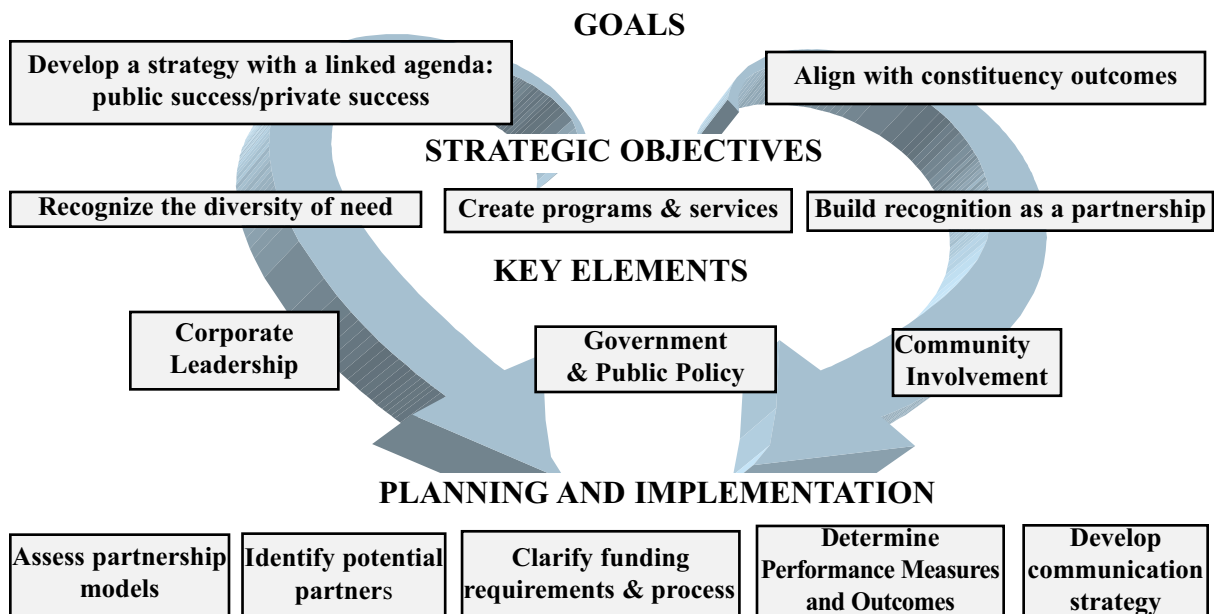 GOALS
Develop a strategy with a linked agenda:
public success/private success
Align with constituency outcomes
STRATEGIC OBJECTIVES
Recognize the diversity of need
Create programs & services
Build recognition as a partnership
KEY ELEMENTS
Corporate
Leadership
Government
& Public Policy
Community
Involvement
PLANNING AND IMPLEMENTATION
Assess partnership
models
Identify potential
partners
Clarify funding
requirements & process
Determine
Performance Measures
and Outcomes
Develop
communication
strategy